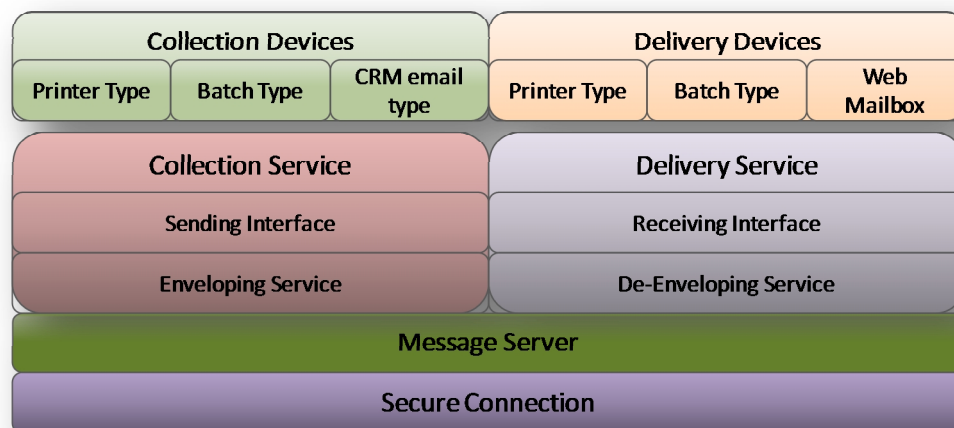 Collection Devices
Delivery Devices
Printer Type
Batch Type
CRM email
type
Printer Type
Batch Type
Web
Mailbox
Collection Service
Delivery Service
Sending Interface
Receiving Interface
Enveloping Service
De-Enveloping Service
Message Server
Secure Connection